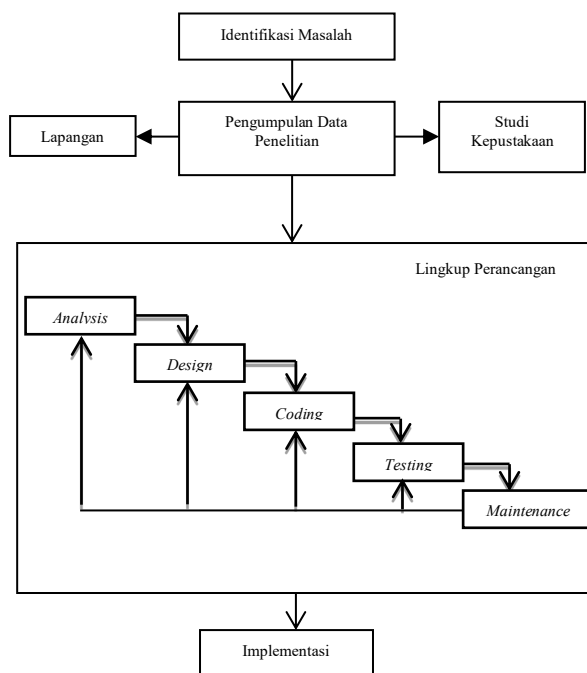 Identifikasi Masalah
Lapangan
Pengumpulan Data
Penelitian
Studi
Kepustakaan
Lingkup Perancangan
Analysis
Design
Coding
Testing
Maintenance
Implementasi